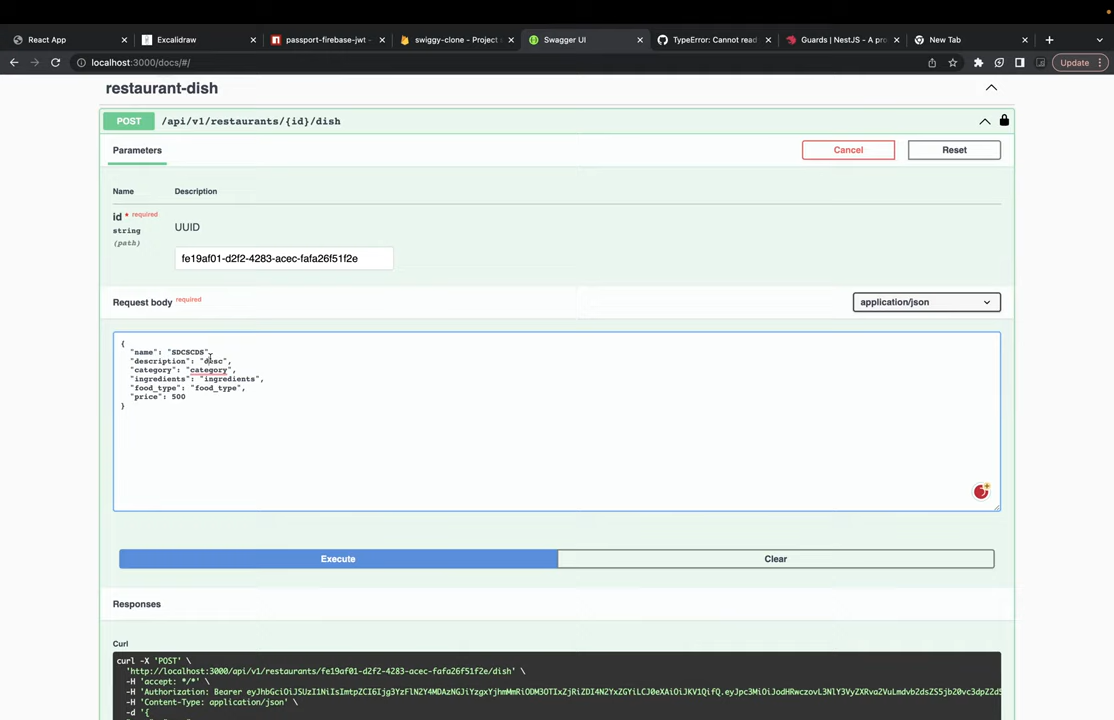 React App
Excalidraw
passport-firebase-jwt -
swiggy-clone - Project s
Swagger UI
TypeError: Cannot read
Guards | NestJS - A pro
New Tab
localhost:3000/docs/#/
Update
restaurant-dish
POST /api/v1/restaurants/{id}/dish
Parameters
Cancel
Reset
Name Description
id * required
string
(path)
UUID
fe19af01-d2f2-4283-acec-fafa26f51f2e
Request body required
application/json
{
"name": "SDCSCDS",
"description": "desc",
"category": "category",
"ingredients": "ingredients",
"food_type": "food_type",
"price": 500
}
Execute
Clear
Responses
Curl
curl -X 'POST' \
'http://localhost:3000/api/v1/restaurants/fe19af01-d2f2-4283-acec-fafa26f51f2e/dish' \
-H 'accept: */*' \
-H 'Authorization: Bearer
-H 'Content-Type: application/json' \
-d '{